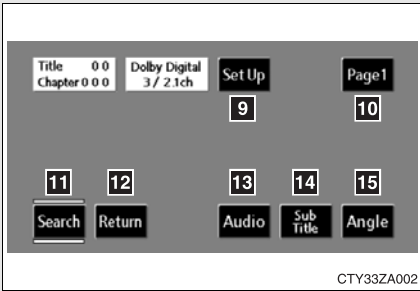 Title 0 0
Chapter 0 0 0
Dolby Digital
3 / 2.1ch
Set Up
Page1
9
10
11
12
13
14
15
Search
Return
Audio
Sub
Title
Angle
CTY33ZA002